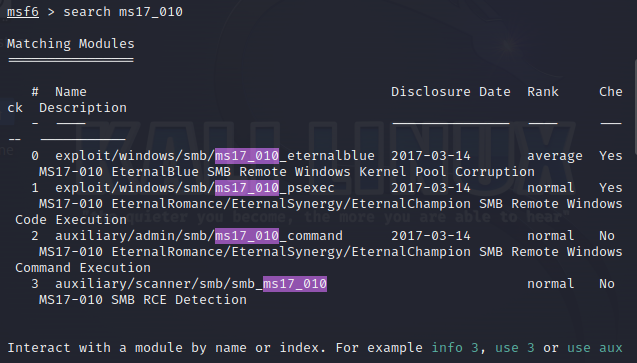 msf6 > search ms17_010
Matching Modules
================
# Name Disclosure Date Rank Che
ck Description
- ---- --------------- ---- ---
-- -----------
0 exploit/windows/smb/ms17_010_eternalblue 2017-03-14 average Yes
MS17-010 EternalBlue SMB Remote Windows Kernel Pool Corruption
1 exploit/windows/smb/ms17_010_psexec 2017-03-14 normal Yes
MS17-010 EternalRomance/EternalSynergy/EternalChampion SMB Remote Windows
Code Execution
2 auxiliary/admin/smb/ms17_010_command 2017-03-14 normal No
MS17-010 EternalRomance/EternalSynergy/EternalChampion SMB Remote Windows
Command Execution
3 auxiliary/scanner/smb/smb_ms17_010 normal No
MS17-010 SMB RCE Detection
Interact with a module by name or index. For example info 3, use 3 or use aux